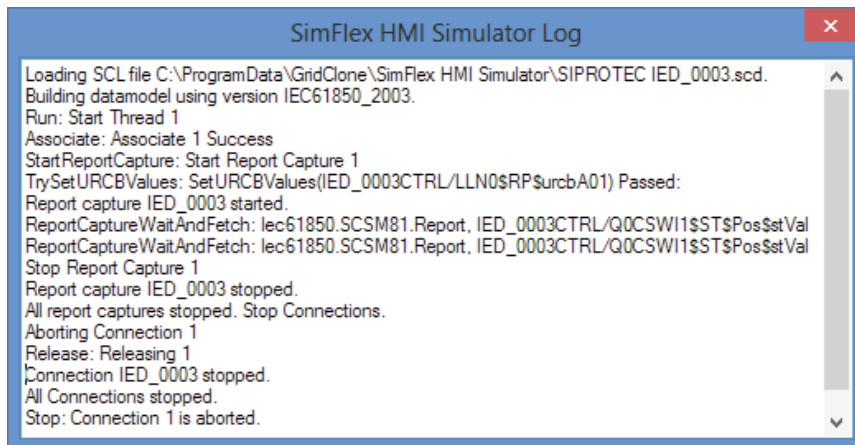 SimFlex HMI Simulator Log
Loading SCL file C:\ProgramData\GridClone\SimFlex HMI Simulator\SIPROTEC IED_0003.scd.
Building datamodel using version IEC61850_2003.
Run: Start Thread 1
Associate: Associate 1 Success
StartReportCapture: Start Report Capture 1
TrySetURCBValues: SetURCBValues(IED_0003CTRL/LLN0$RP$urcbA01) Passed:
Report capture IED_0003 started.
ReportCaptureWaitAndFetch: Iec61850.SCSM81.Report, IED_0003CTRL/Q0CSWI1$ST$Pos$stVal
ReportCaptureWaitAndFetch: Iec61850.SCSM81.Report, IED_0003CTRL/Q0CSWI1$ST$Pos$stVal
Stop Report Capture 1
Report capture IED_0003 stopped.
All report captures stopped. Stop Connections.
Aborting Connection 1
Release: Releasing 1
Connection IED_0003 stopped.
All Connections stopped.
Stop: Connection 1 is aborted.